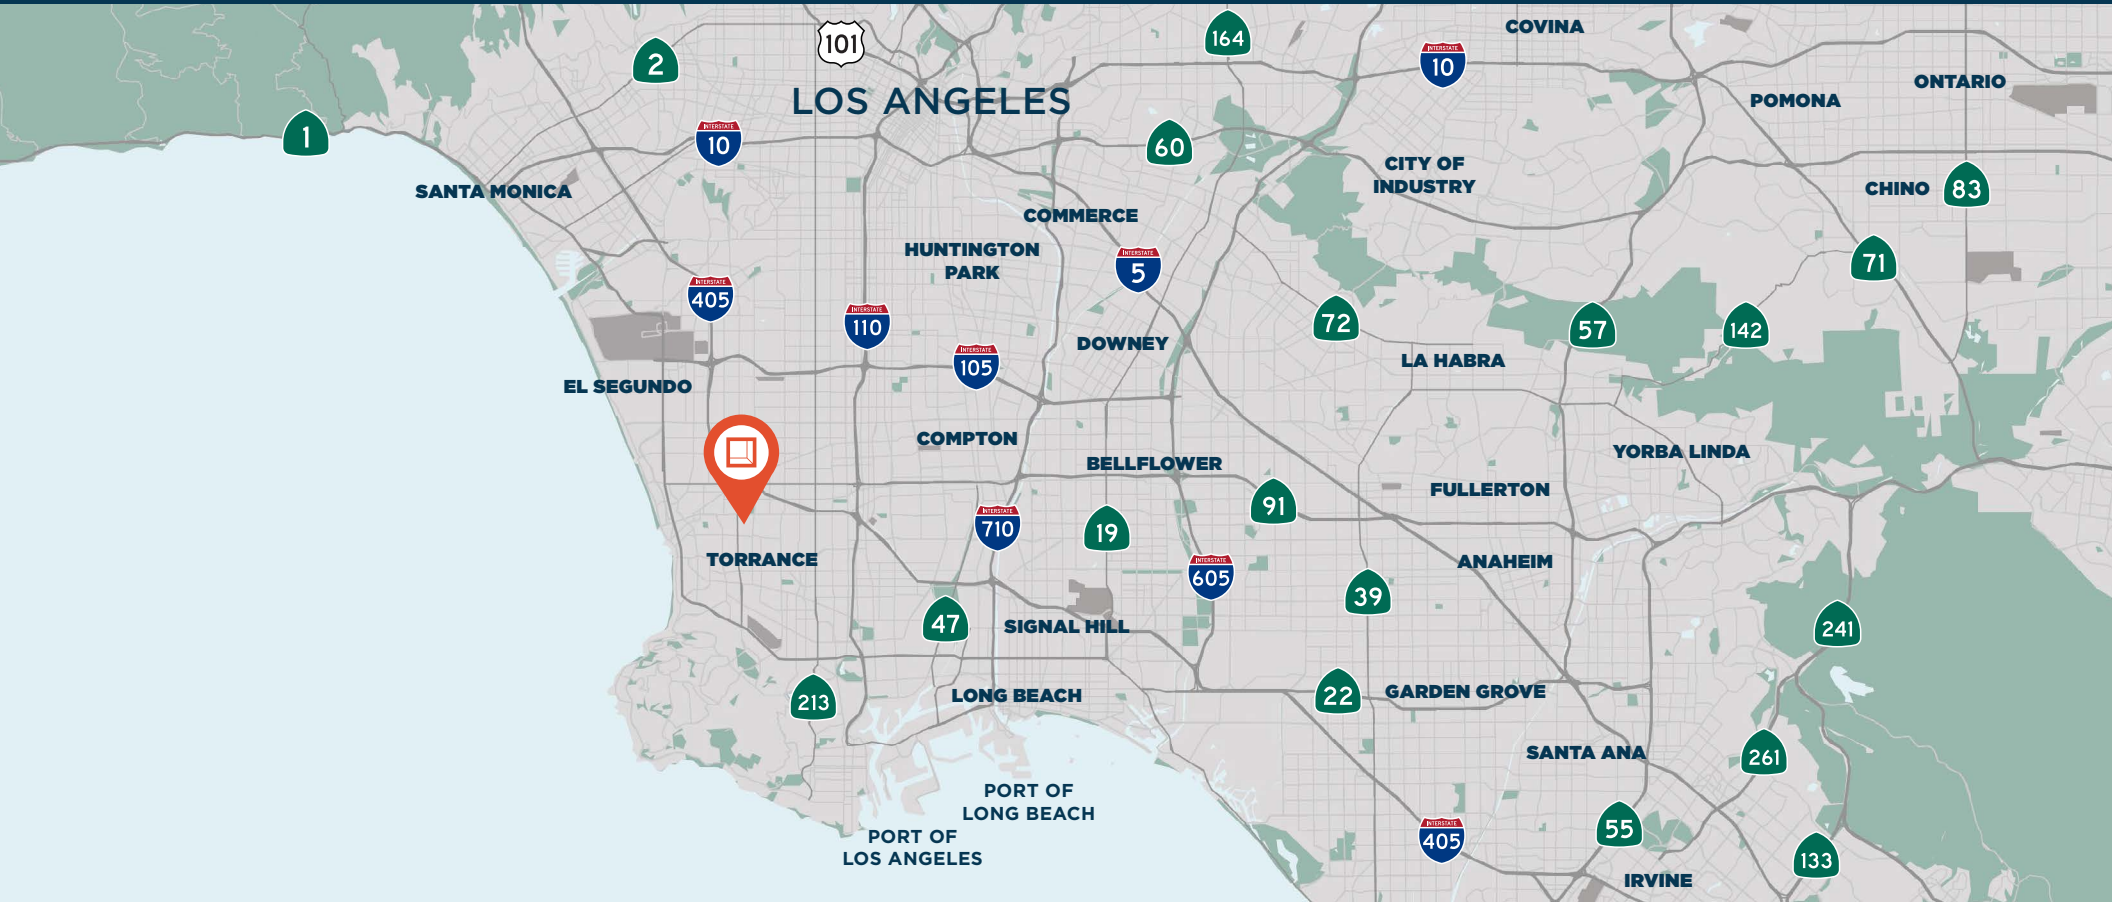 COVINA
164
101
2
INTERSTATE
10
ONTARIO
LOS ANGELES
POMONA
1
INTERSTATE
10
60
CITY OF
INDUSTRY
SANTA MONICA
CHINO
83
COMMERCE
HUNTINGTON
PARK
INTERSTATE
5
71
INTERSTATE
405
INTERSTATE
110
72
57
142
DOWNEY
INTERSTATE
105
LA HABRA
EL SEGUNDO
COMPTON
BELLFLOWER
YORBA LINDA
FULLERTON
91
INTERSTATE
710
19
TORRANCE
ANAHEIM
INTERSTATE
605
39
47
SIGNAL HILL
241
213
LONG BEACH
22
GARDEN GROVE
SANTA ANA
261
PORT OF
LONG BEACH
PORT OF
LOS ANGELES
INTERSTATE
405
55
133
IRVINE